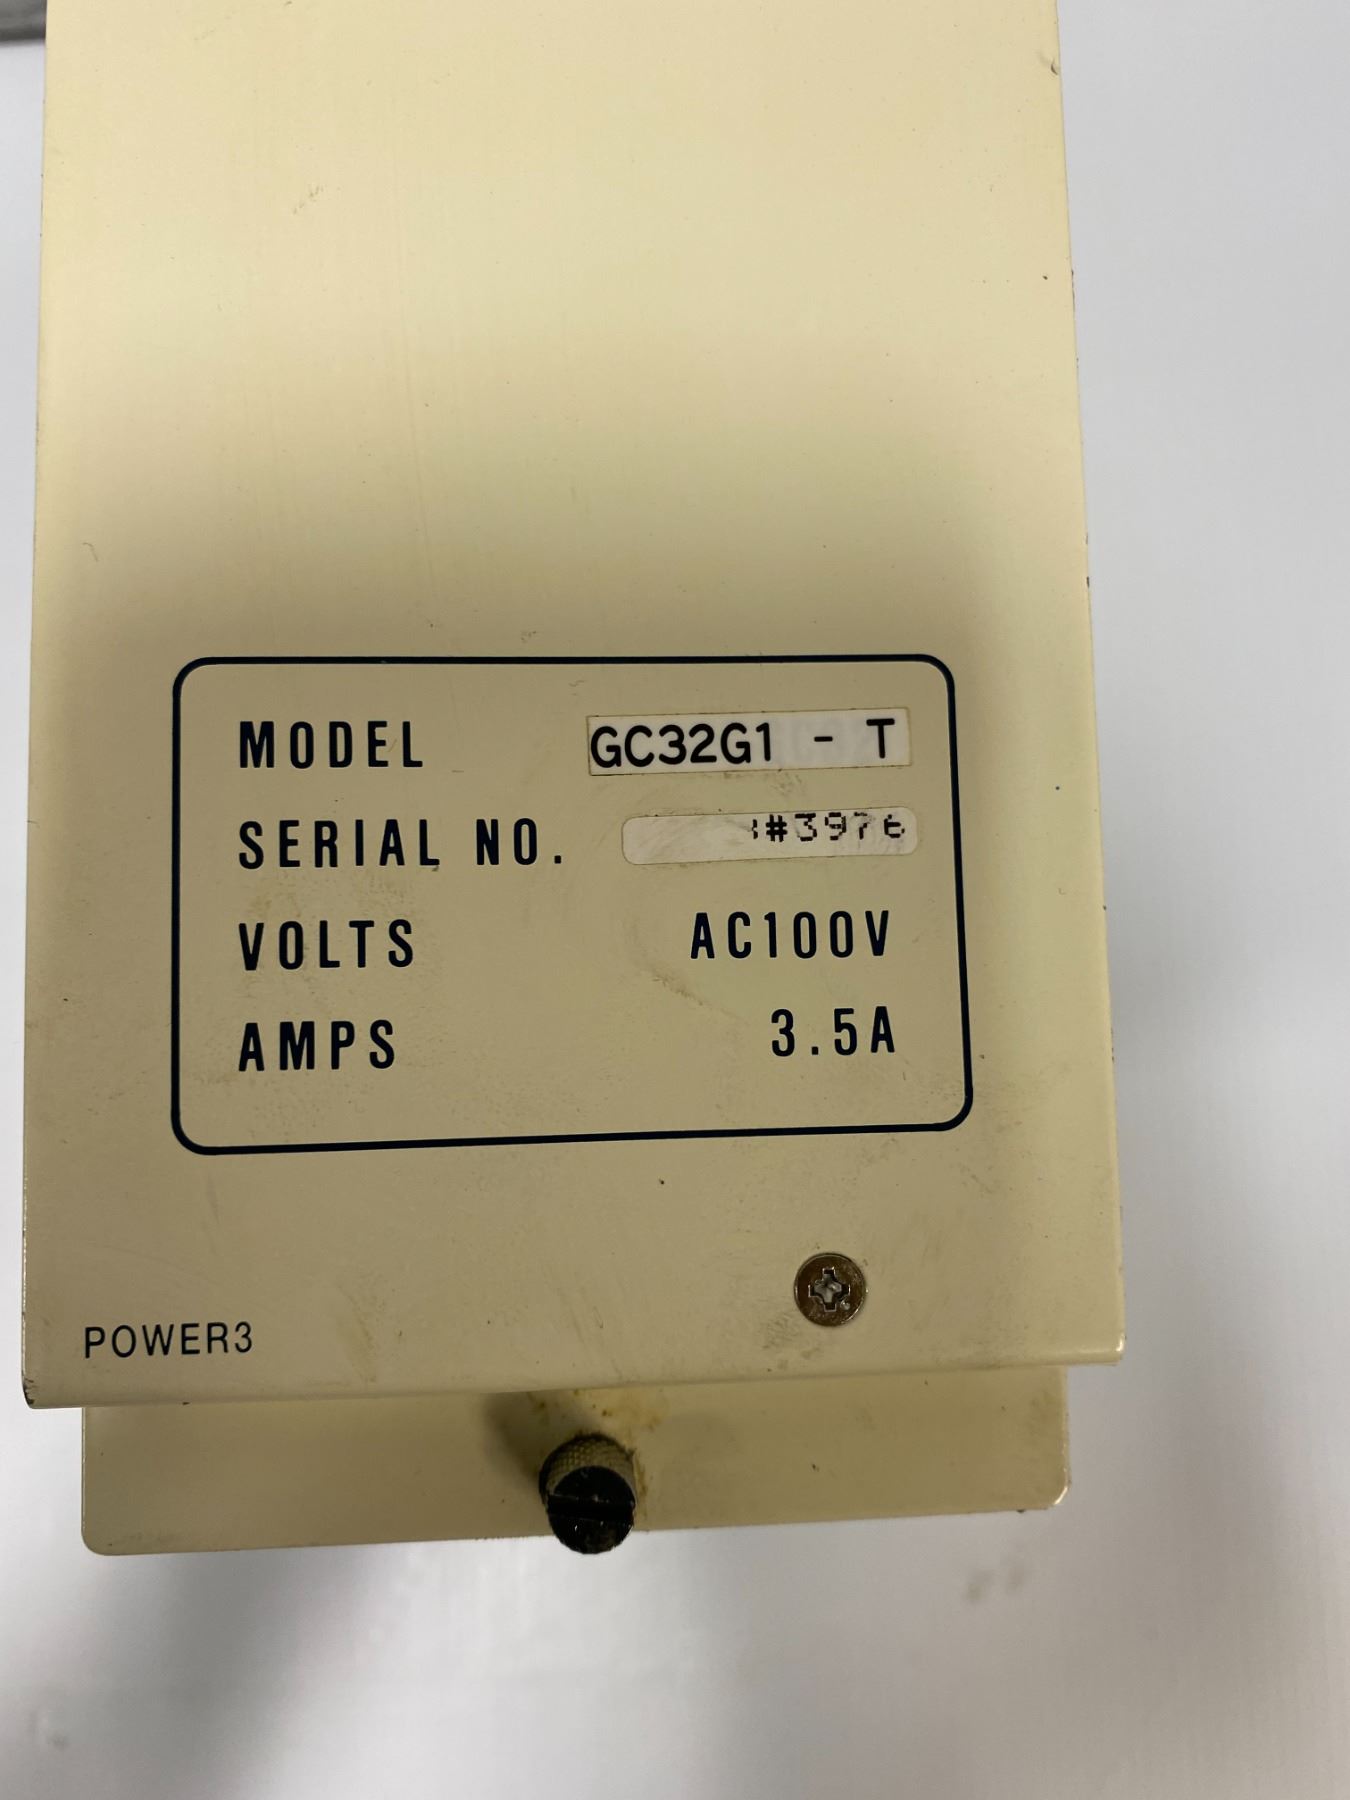 MODEL GC32G1 - T
SERIAL NO. #3976
VOLTS AC100V
AMPS 3.5A
POWER3